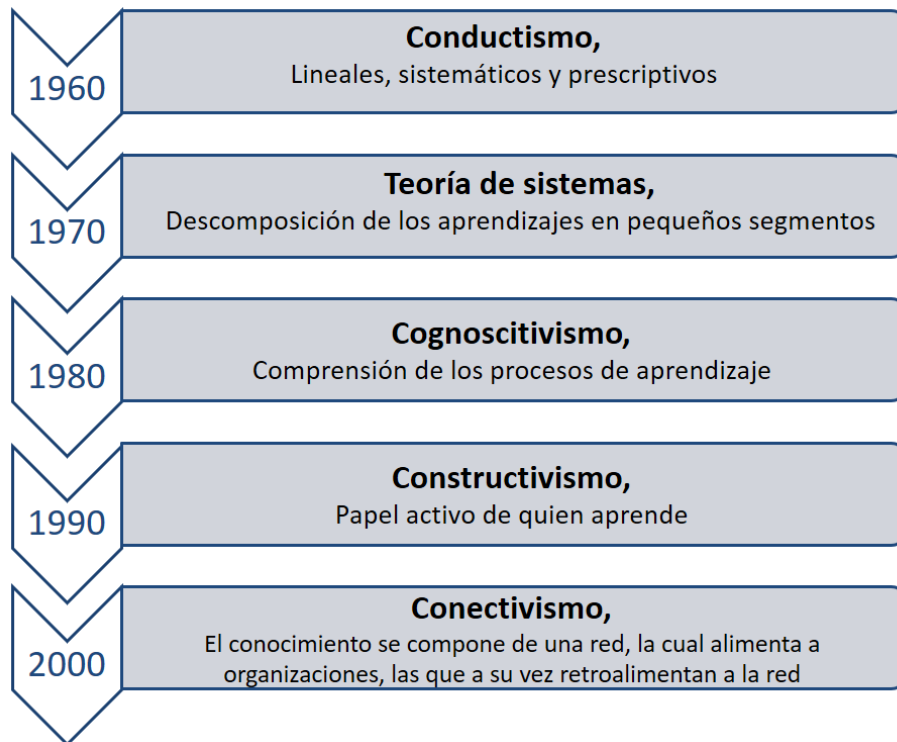 1960
Conductismo,
Lineales, sistemáticos y prescriptivos
1970
Teoría de sistemas,
Descomposición de los aprendizajes en pequeños segmentos
1980
Cognoscitivismo,
Comprensión de los procesos de aprendizaje
1990
Constructivismo,
Papel activo de quien aprende
2000
Conectivismo,
El conocimiento se compone de una red, la cual alimenta a
organizaciones, las que a su vez retroalimentan a la red